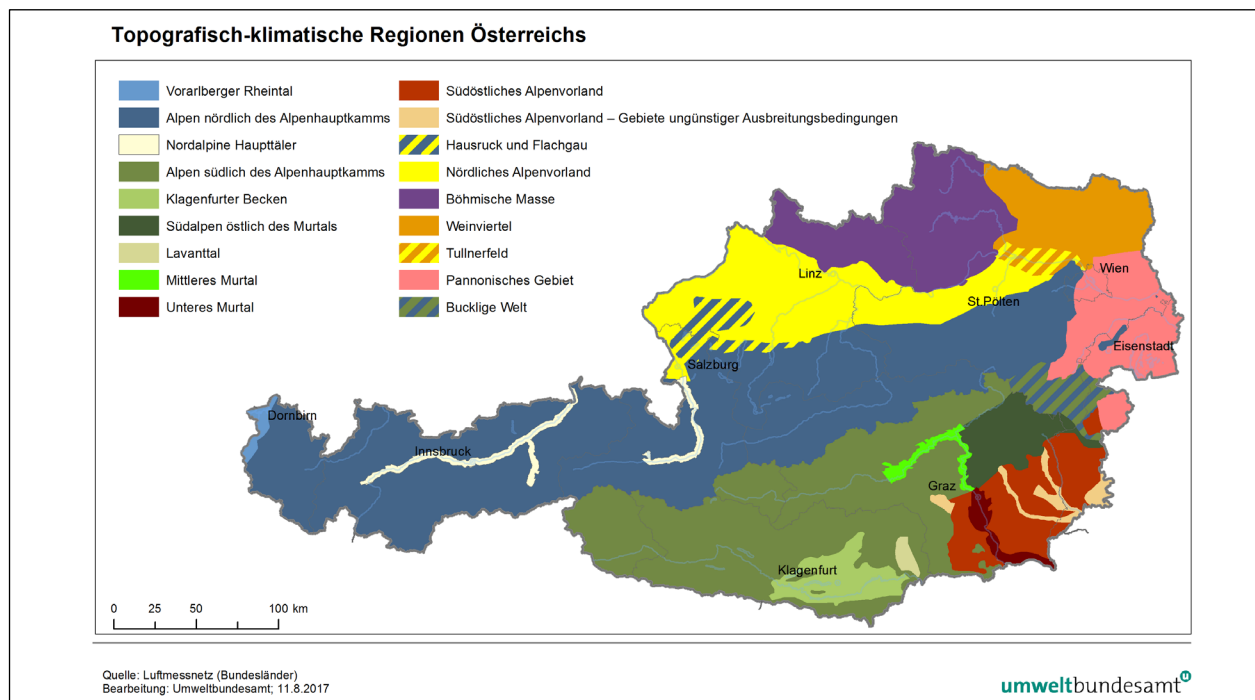 Topografisch-klimatische Regionen Österreichs
Vorarlberger Rheintal
Alpen nördlich des Alpenhauptkamms
Nordalpine Haupttäler
Alpen südlich des Alpenhauptkamms
Klagenfurter Becken
Südalpen östlich des Murtals
Lavanttal
Mittleres Murtal
Unteres Murtal
Südöstliches Alpenvorland
Südöstliches Alpenvorland – Gebiete ungünstiger Ausbreitungsbedingungen
Hausruck und Flachgau
Nördliches Alpenvorland
Böhmische Masse
Weinviertel
Tullnerfeld
Pannonisches Gebiet
Bucklige Welt
Linz
Wien
St.Pölten
Eisenstadt
Salzburg
Dornbirn
Innsbruck
Graz
Klagenfurt
0 25 50 100 km
Quelle: Luftmessnetz (Bundesländer)
Bearbeitung: Umweltbundesamt; 11.8.2017
umweltbundesamt u